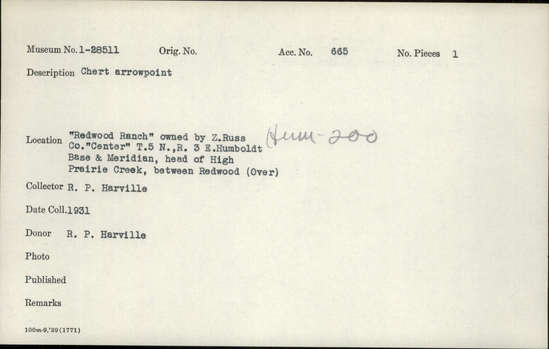 Museum No. 1-28511 Orig. No. Acc. No. 665 No. Pieces 1
Description Chert arrowpoint
Location "Redwood Ranch" owned by Z.Russ Hum-200
Co."Center" T.5 N.,R. 3 E.Humboldt
Base & Meridian, head of High
Prairie Creek, between Redwood (Over)
Collector R. P. Harville
Date Coll. 1931
Donor R. P. Harville
Photo
Published
Remarks
100m-9,'29(1771)